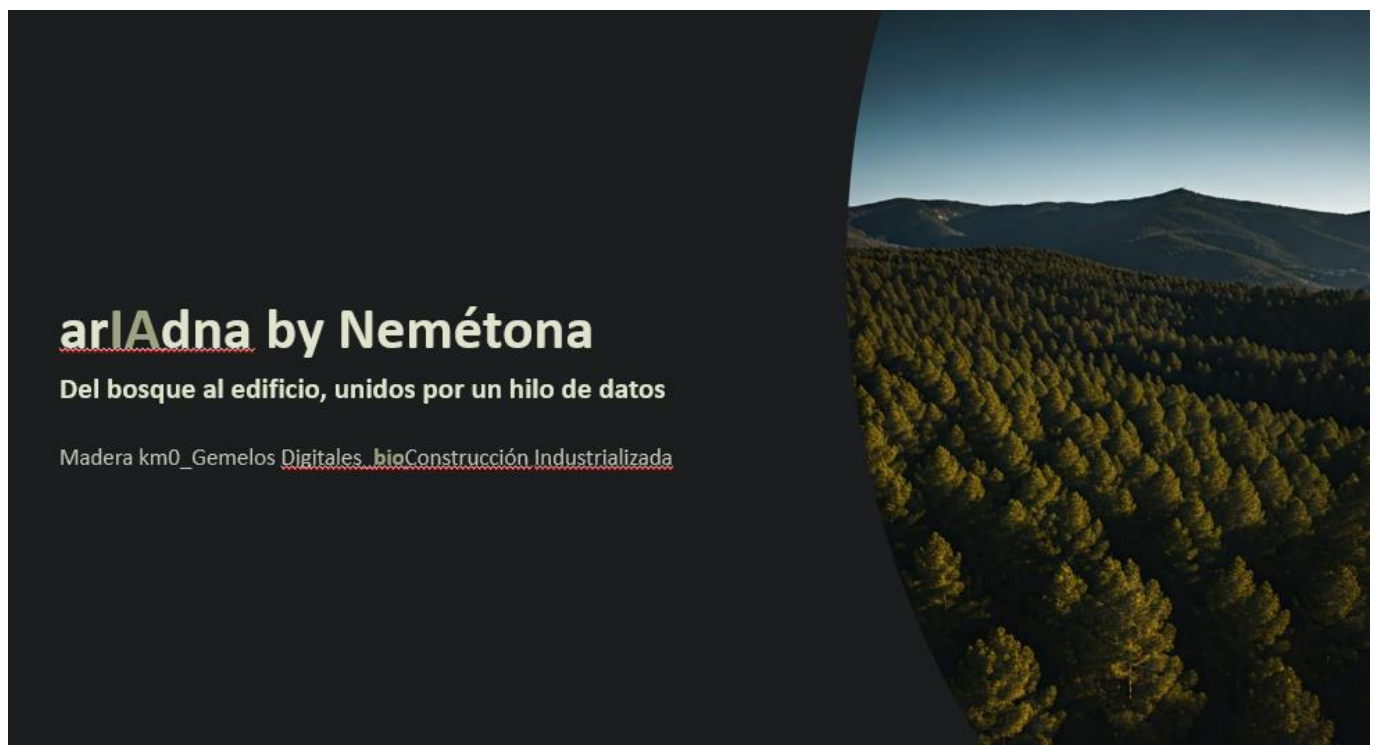 arIAdna by Nemétona
Del bosque al edificio, unidos por un hilo de datos
Madera km0_Gemelos Digitales_bioConstrucción Industrializada